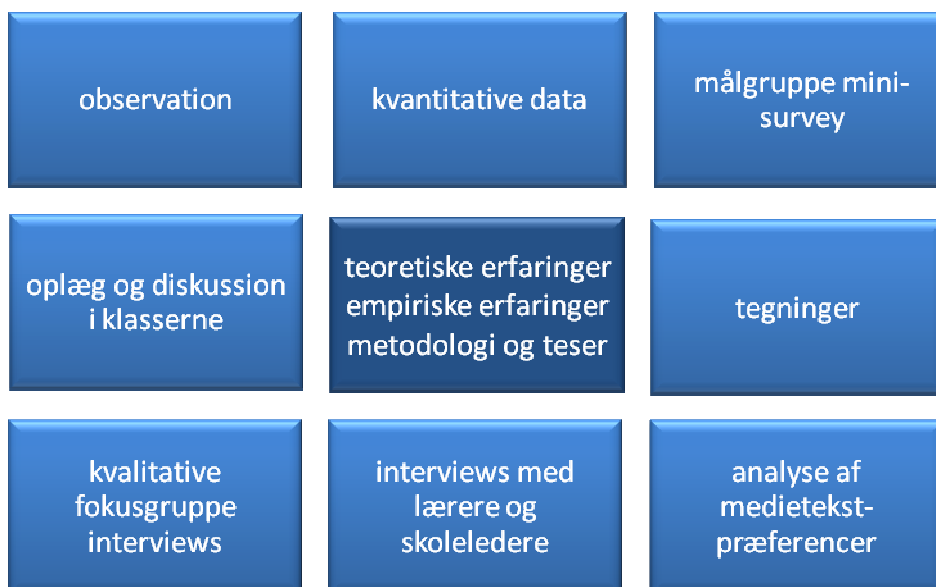 observation
kvantitative data
målgruppe mini-
survey
oplæg og diskussion
i klasserne
teoretiske erfaringer
empiriske erfaringer
metodologi og teser
tegninger
kvalitative
fokusgruppe
interviews
interviews med
lærere og
skoleledere
analyse af
medietekst-
præferencer